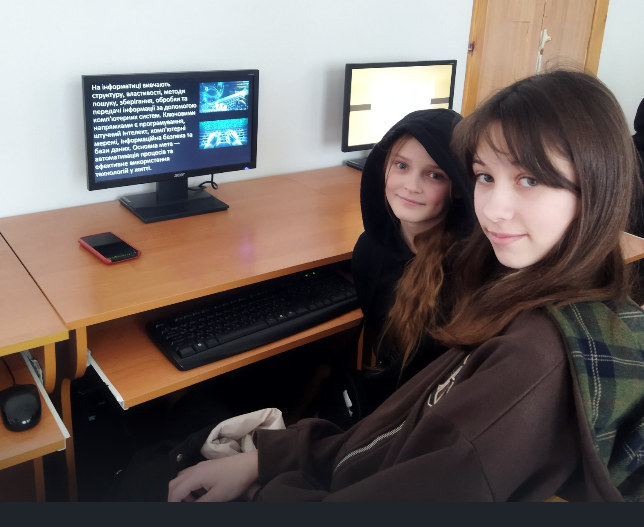 На інформатиці вивчають
структуру, властивості, методи
пошуку, зберігання, обробки та
передачі інформації за допомогою
комп'ютерних систем. Ключовими
напрямками є програмування,
штучний інтелект, комп'ютерні
мережі, інформаційна безпека та
бази даних. Основна мета —
автоматизація процесів та
ефективне використання
технологій у житті.
acer